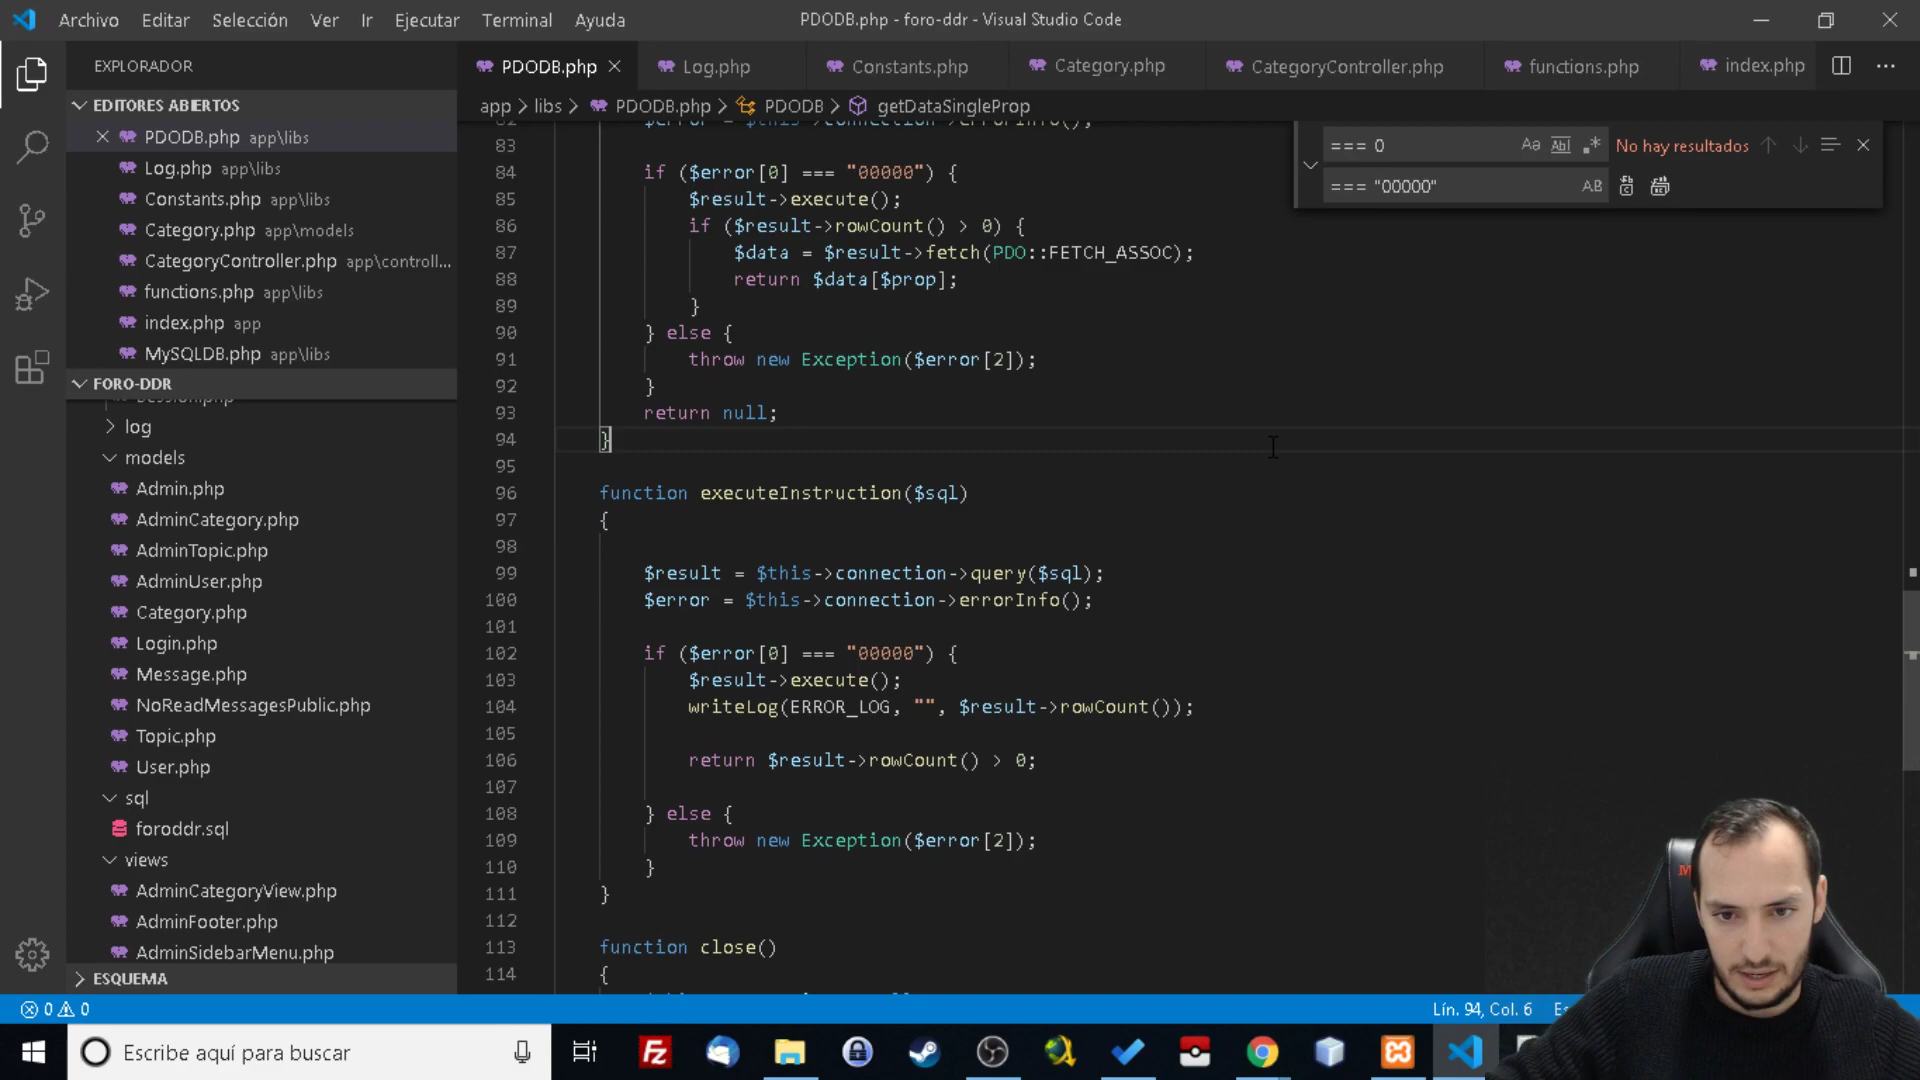 Archivo Editar Selección Ver Ir Ejecutar Terminal Ayuda
PDODB.php - foro-ddr - Visual Studio Code
EXPLORADOR
EDITORES ABIERTOS
PDODB.php app\libs
Log.php app\libs
Constants.php app\libs
Category.php app\models
CategoryController.php app\controll...
functions.php app\libs
index.php app
MySQLDB.php app\libs
FORO-DDR
log
models
Admin.php
AdminCategory.php
AdminTopic.php
AdminUser.php
Category.php
Login.php
Message.php
NoReadMessagesPublic.php
Topic.php
User.php
sql
foroddr.sql
views
AdminCategoryView.php
AdminFooter.php
AdminSidebarMenu.php
ESQUEMA
PDODB.php Log.php Constants.php Category.php CategoryController.php functions.php index.php
app > libs > PDODB.php > PDODB > getDataSingleProp
=== 0
No hay resultados
=== "00000"
82 $error = $this->connection->errorInfo();
83
84 if ($error[0] === "00000") {
85 $result->execute();
86 if ($result->rowCount() > 0) {
87 $data = $result->fetch(PDO::FETCH_ASSOC);
88 return $data[$prop];
89 }
90 } else {
91 throw new Exception($error[2]);
92 }
93 return null;
94 }
95
96 function executeInstruction($sql)
97 {
98
99 $result = $this->connection->query($sql);
100 $error = $this->connection->errorInfo();
101
102 if ($error[0] === "00000") {
103 $result->execute();
104 writeLog(ERROR_LOG, "", $result->rowCount());
105
106 return $result->rowCount() > 0;
107
108 } else {
109 throw new Exception($error[2]);
110 }
111 }
112
113 function close()
114 {
0 0
Lín. 94, Col. 6
Escribe aquí para buscar